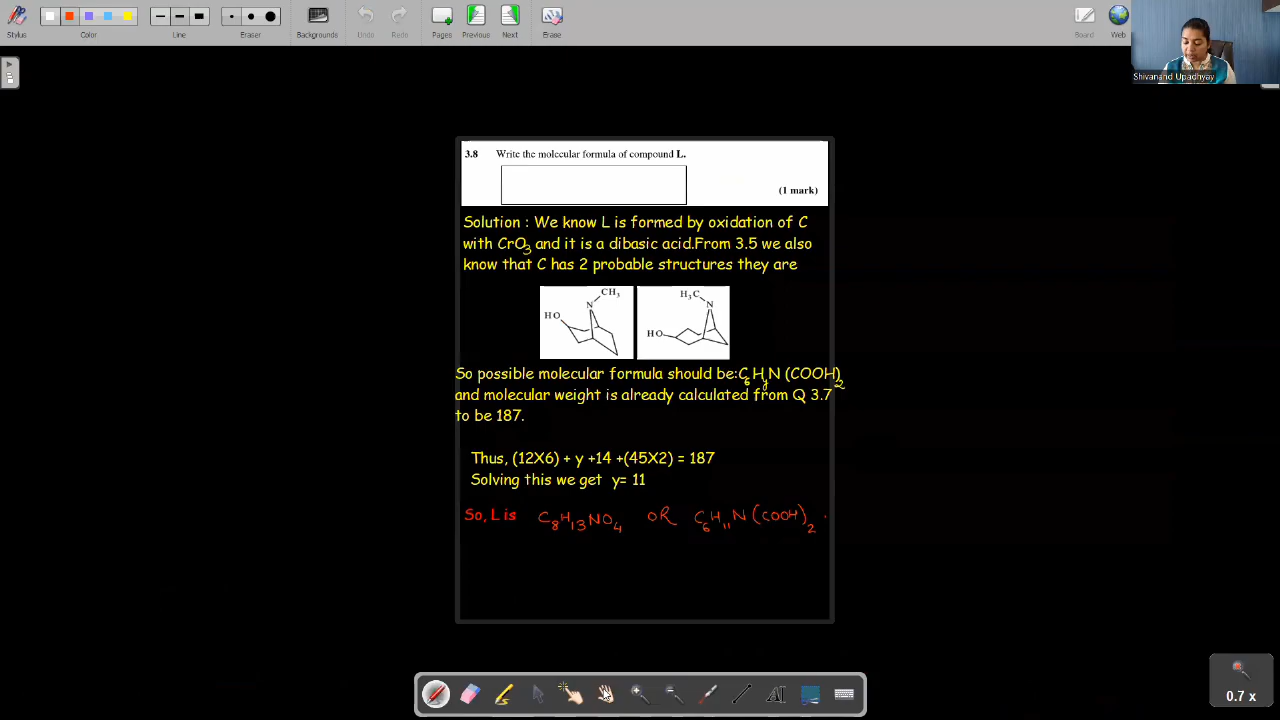 Stylus
Color
Line
Eraser
Backgrounds
Undo
Redo
Pages
Previous
Next
Erase
Board
Web
Shivanand Upadhyay
3.8 Write the molecular formula of compound L.
(1 mark)
Solution : We know L is formed by oxidation of C
with CrO3 and it is a dibasic acid.From 3.5 we also
know that C has 2 probable structures they are
CH3
N
HO
H3C
N
HO
So possible molecular formula should be:C6HyN (COOH)2
and molecular weight is already calculated from Q 3.7
to be 187.
Thus, (12X6) + y +14 +(45X2) = 187
Solving this we get y= 11
So, L is C8H13NO4 OR C6H11N(COOH)2
0.7 x